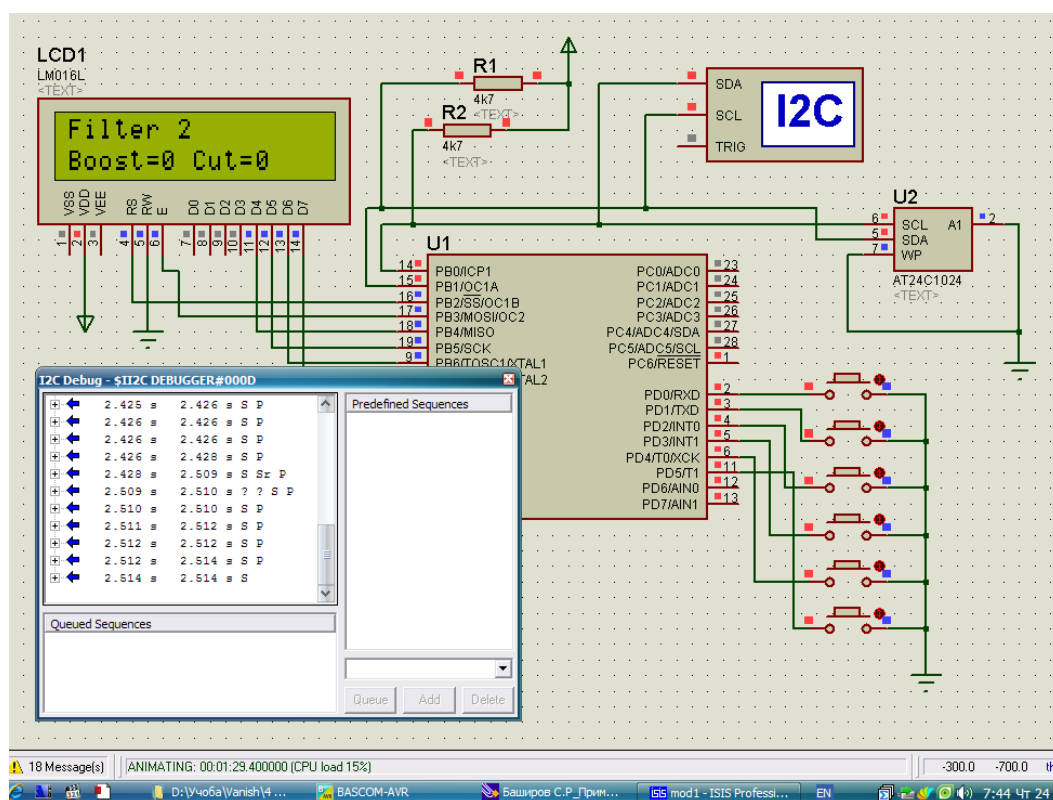 LCD1
LM016L
<TEXT>
Filter 2
Boost=0 Cut=0
VSS
VDD
VEE
RS
RW
E
D0
D1
D2
D3
D4
D5
D6
D7
1
2
3
4
5
6
7
8
9
10
11
12
13
14
R1
4k7
<TEXT>
R2
4k7
<TEXT>
SDA
SCL
TRIG
I2C
U2
6 SCL A1 2
5 SDA
7 WP
AT24C1024
<TEXT>
U1
14 PB0/ICP1 PC0/ADC0 23
15 PB1/OC1A PC1/ADC1 24
16 PB2/SS/OC1B PC2/ADC2 25
17 PB3/MOSI/OC2 PC3/ADC3 26
18 PB4/MISO PC4/ADC4/SDA 27
19 PB5/SCK PC5/ADC5/SCL 28
9 PB6/TOSC1/XTAL1 PC6/RESET 1
TAL2
PD0/RXD 2
PD1/TXD 3
PD2/INT0 4
PD3/INT1 5
PD4/T0/XCK 6
PD5/T1 11
PD6/AIN0 12
PD7/AIN1 13
I2C Debug - $II2C DEBUGGER#000D
2.425 s 2.426 s S P
2.426 s 2.426 s S P
2.426 s 2.426 s S P
2.426 s 2.428 s S P
2.428 s 2.509 s S Sr P
2.509 s 2.510 s ? ? S P
2.510 s 2.510 s S P
2.511 s 2.512 s S P
2.512 s 2.512 s S P
2.512 s 2.514 s S P
2.514 s 2.514 s S
Predefined Sequences
Queued Sequences
Queue Add Delete
18 Message(s) ANIMATING: 00:01:29.400000 (CPU load 15%) -300.0 -700.0 th
D:\Учоба\Vanish\4 ... BASCOM-AVR Баширов С.Р_Прим... isis mod1 - ISIS Professi... EN 7:44 Чт 24